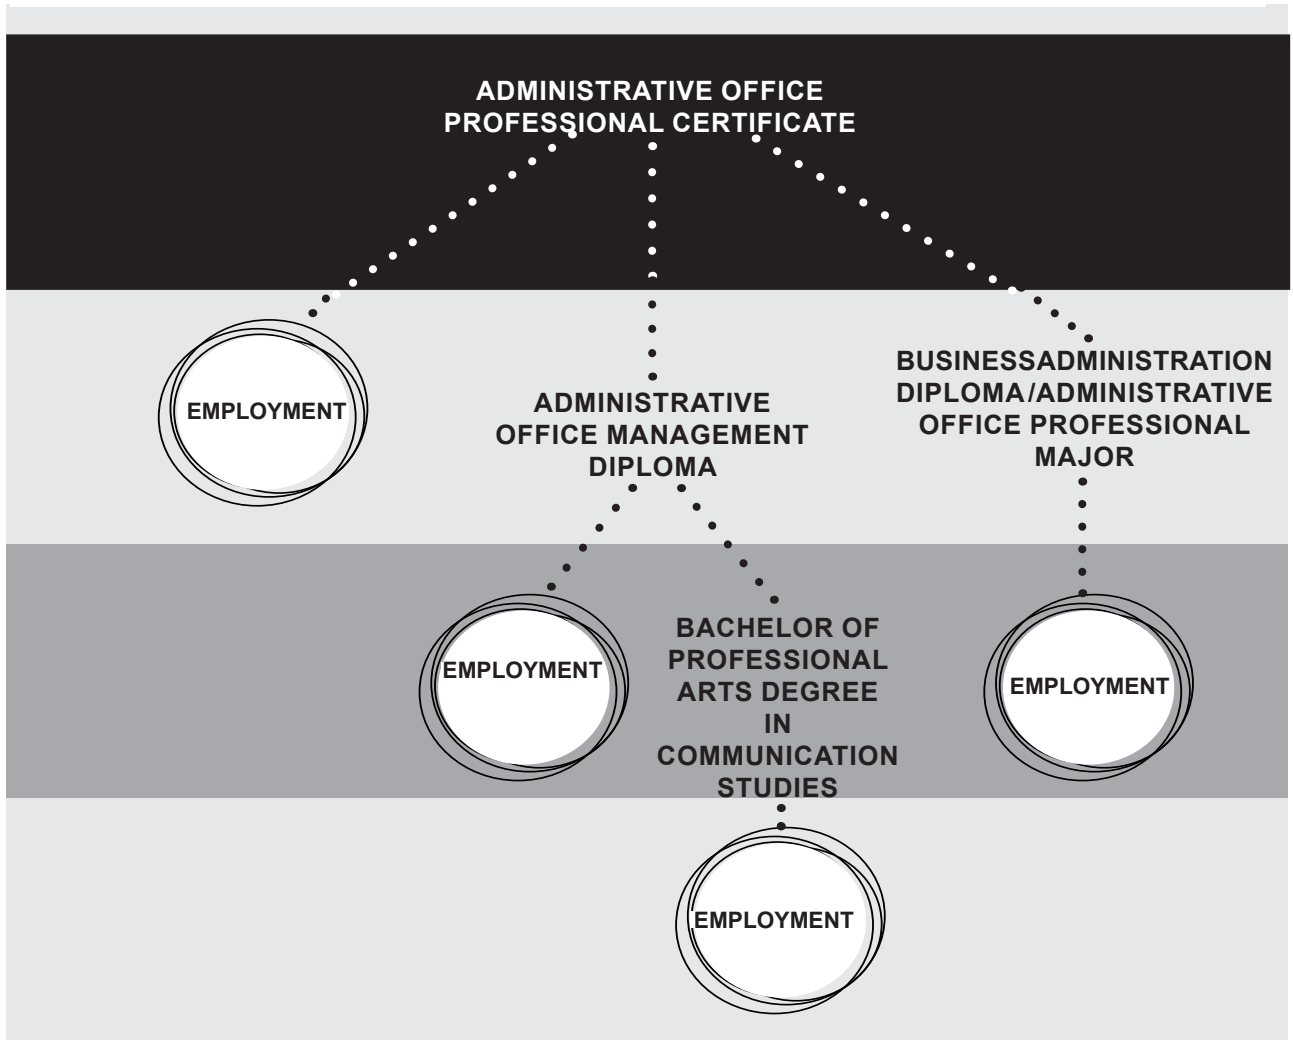 ADMINISTRATIVE OFFICE
PROFESSIONAL CERTIFICATE
EMPLOYMENT
ADMINISTRATIVE
OFFICE MANAGEMENT
DIPLOMA
BUSINESSADMINISTRATION
DIPLOMA/ADMINISTRATIVE
OFFICE PROFESSIONAL
MAJOR
EMPLOYMENT
BACHELOR OF
PROFESSIONAL
ARTS DEGREE
IN
COMMUNICATION
STUDIES
EMPLOYMENT
EMPLOYMENT